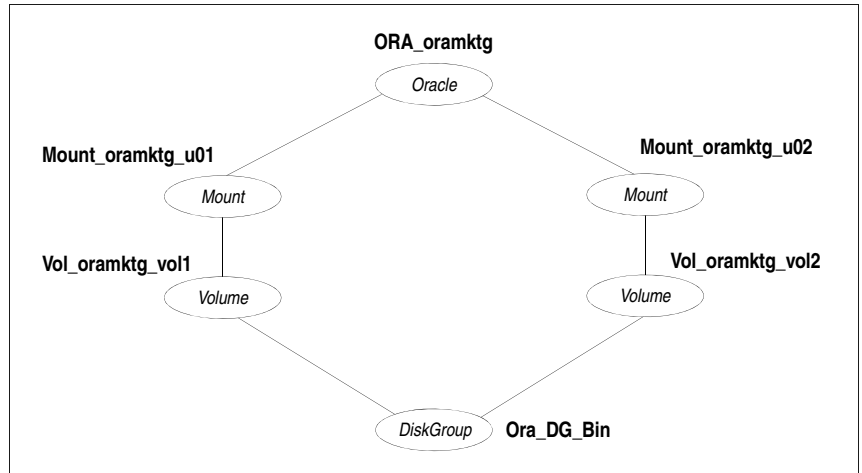 ORA_oramktg
Oracle
Mount_oramktg_u01
Mount_oramktg_u02
Mount
Mount
Vol_oramktg_vol1
Vol_oramktg_vol2
Volume
Volume
DiskGroup
Ora_DG_Bin